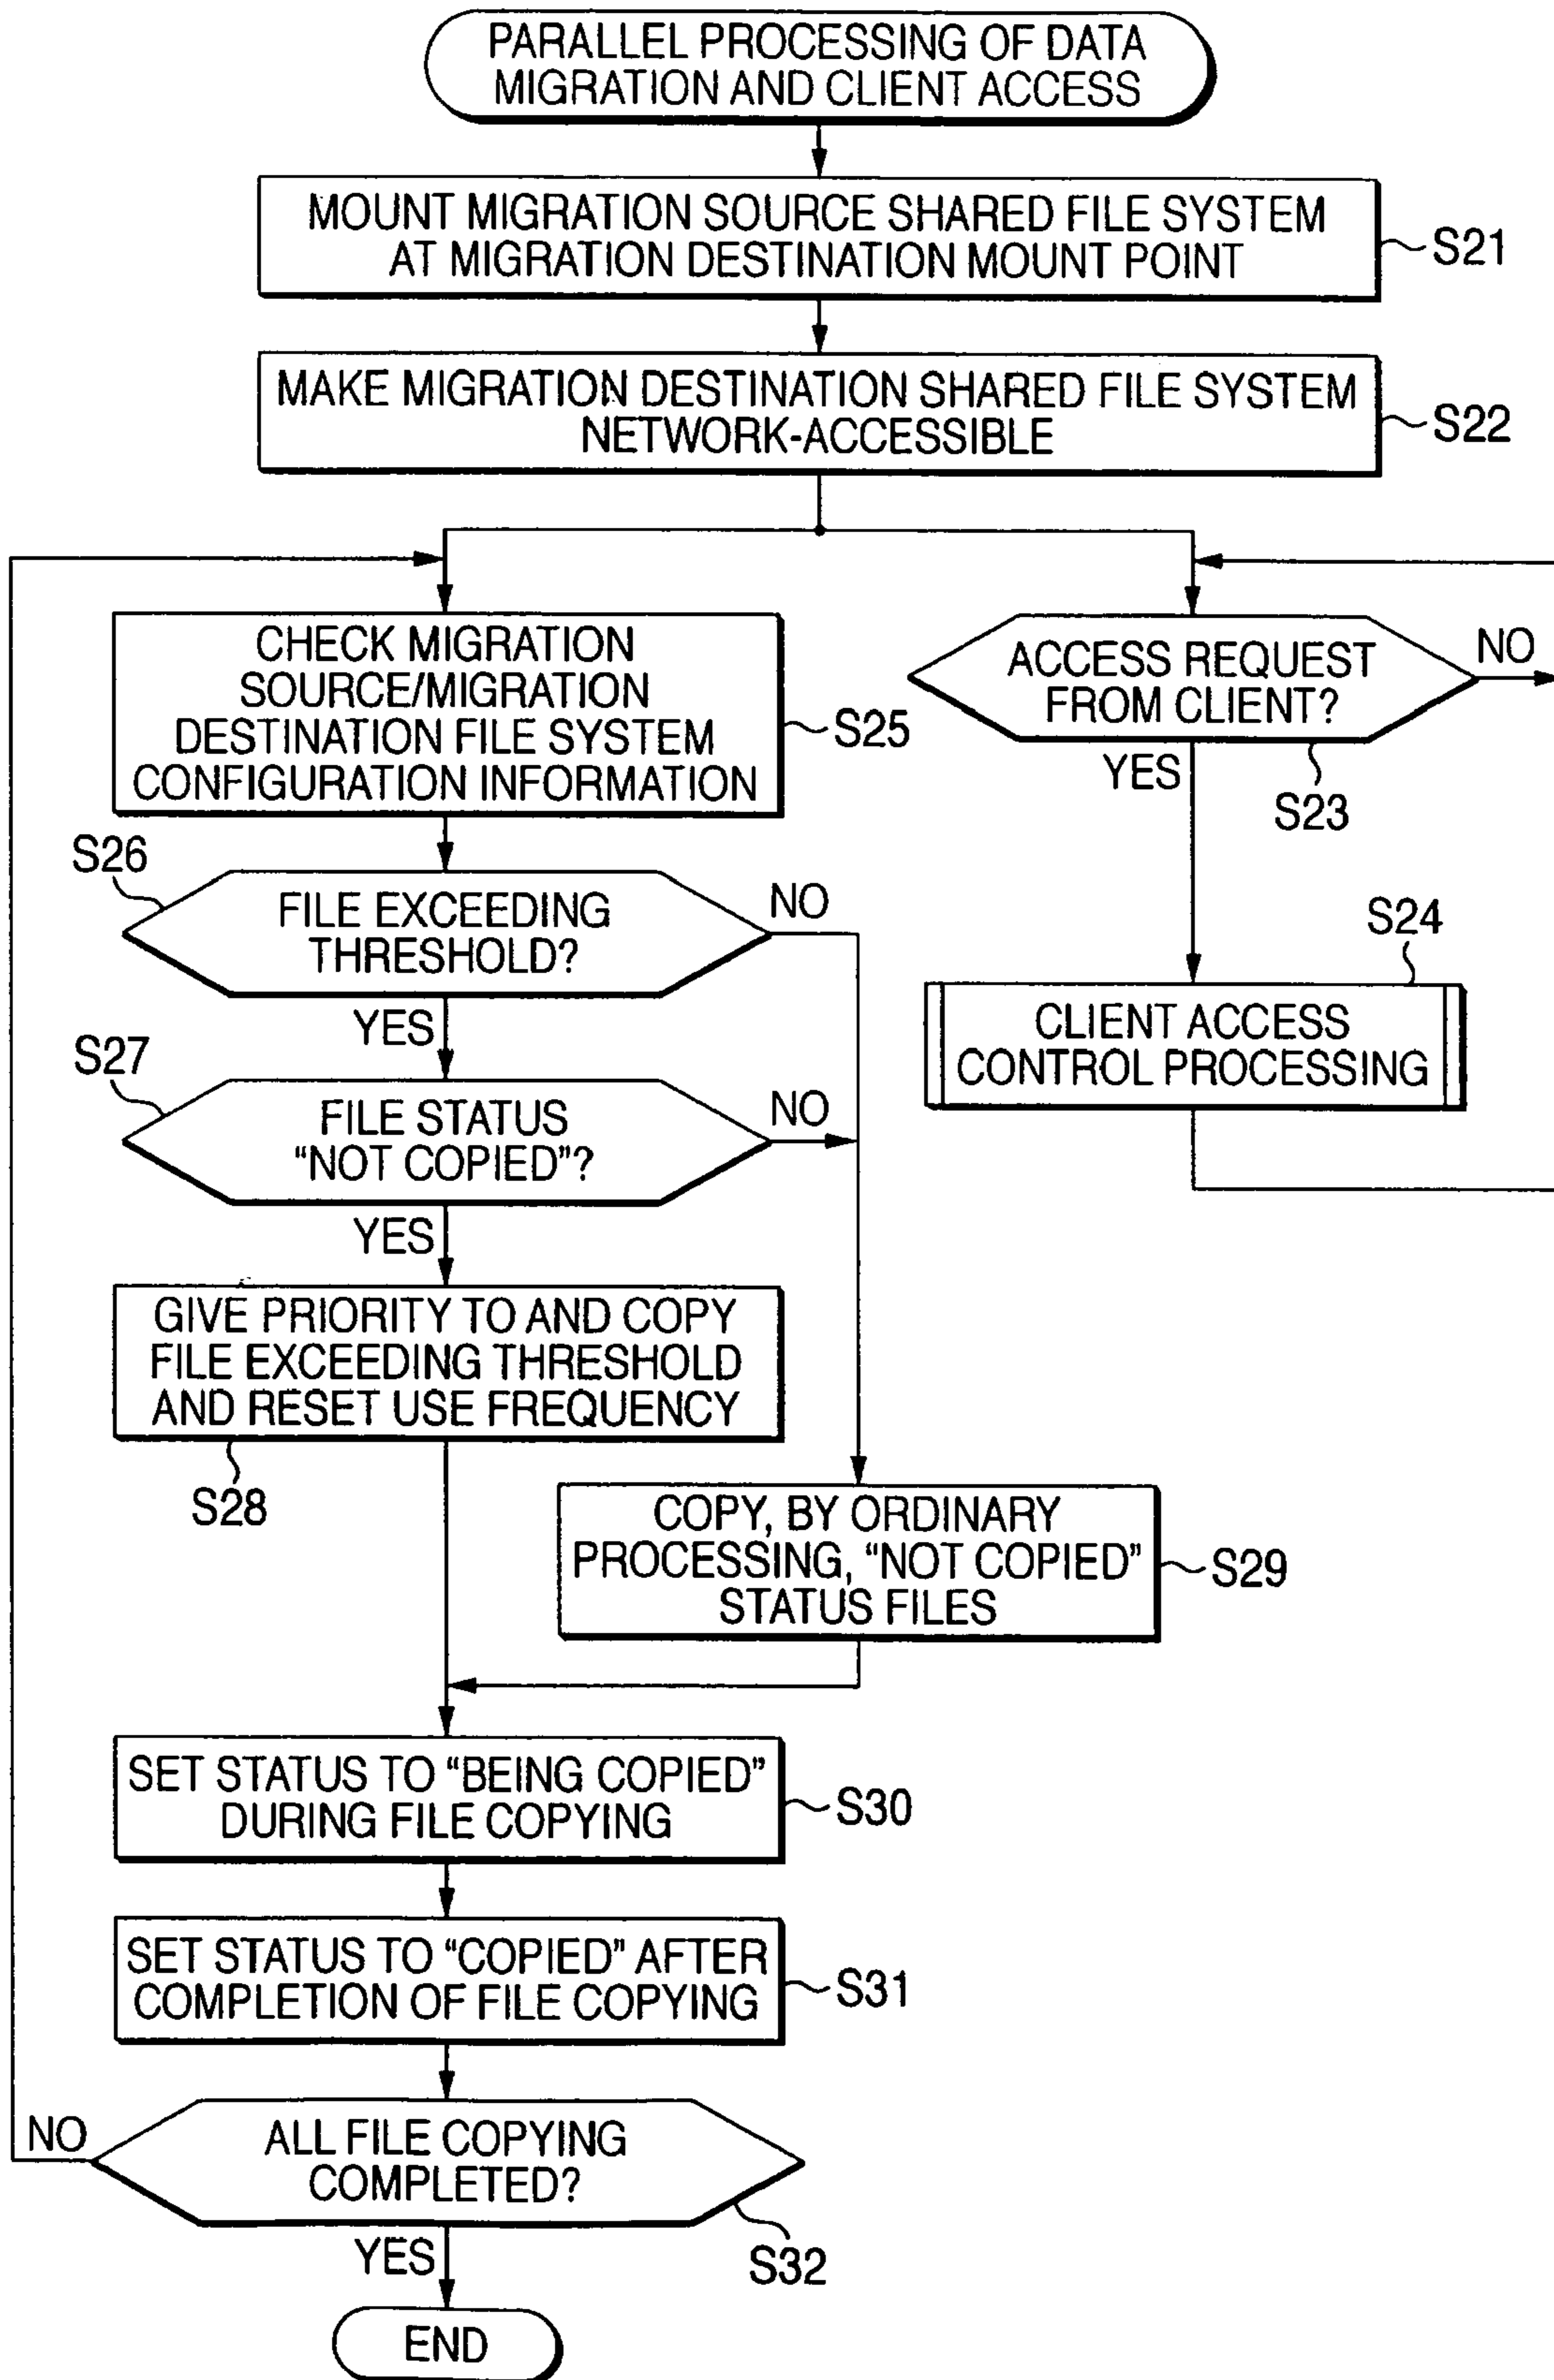 PARALLEL PROCESSING OF DATA
MIGRATION AND CLIENT ACCESS
MOUNT MIGRATION SOURCE SHARED FILE SYSTEM
AT MIGRATION DESTINATION MOUNT POINT
S21
MAKE MIGRATION DESTINATION SHARED FILE SYSTEM
NETWORK-ACCESSIBLE
S22
CHECK MIGRATION
SOURCE/MIGRATION
DESTINATION FILE SYSTEM
CONFIGURATION INFORMATION
S25
ACCESS REQUEST
FROM CLIENT?
NO
YES
S23
S26
FILE EXCEEDING
THRESHOLD?
NO
YES
S24
CLIENT ACCESS
CONTROL PROCESSING
S27
FILE STATUS
“NOT COPIED”?
NO
YES
GIVE PRIORITY TO AND COPY
FILE EXCEEDING THRESHOLD
AND RESET USE FREQUENCY
S28
COPY, BY ORDINARY
PROCESSING, “NOT COPIED”
STATUS FILES
S29
SET STATUS TO “BEING COPIED”
DURING FILE COPYING
S30
SET STATUS TO “COPIED” AFTER
COMPLETION OF FILE COPYING
S31
NO
ALL FILE COPYING
COMPLETED?
YES
S32
END